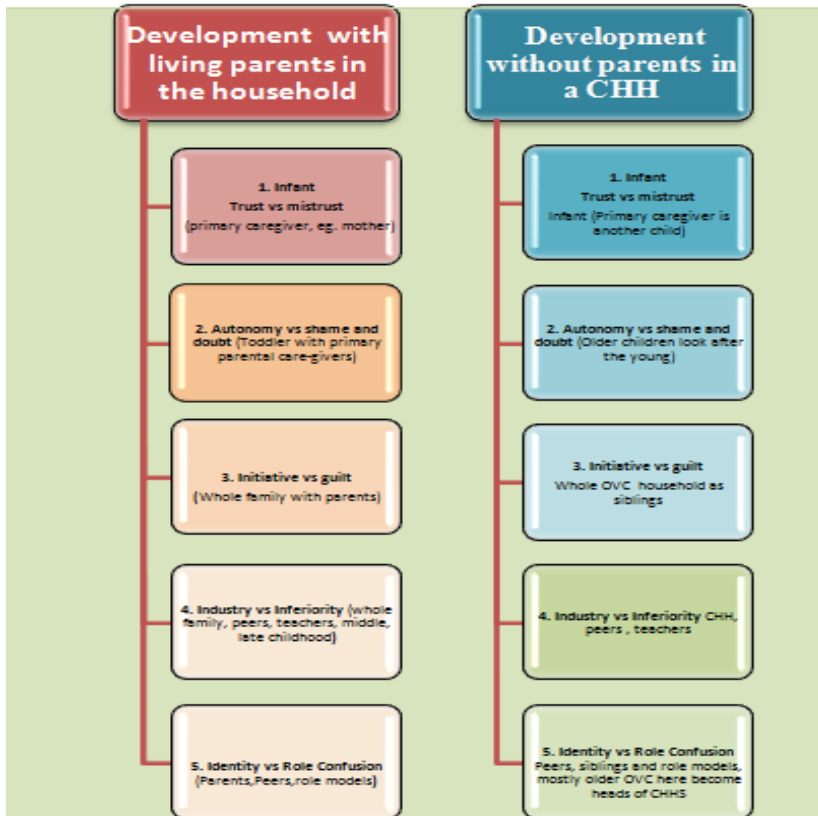 Development with
living parents in
the household
1. Infant
Trust vs mistrust
(primary caregiver, eg. mother)
2. Autonomy vs shame and
doubt (Toddler with primary
parental care-givers)
3. Initiative vs guilt
(Whole family with parents)
4. Industry vs Inferiority (whole
family, peers, teachers, middle,
late childhood)
5. Identity vs Role Confusion
(Parents,Peers,role models)
Development
without parents in
a CHH
1. Infant
Trust vs mistrust
Infant (Primary caregiver is
another child)
2. Autonomy vs shame and
doubt (Older children look after
the young)
3. Initiative vs guilt
Whole OVC household as
siblings
4. Industry vs Inferiority CHH,
peers , teachers
5. Identity vs Role Confusion
Peers, siblings and role models,
mostly older OVC here become
heads of CHHS